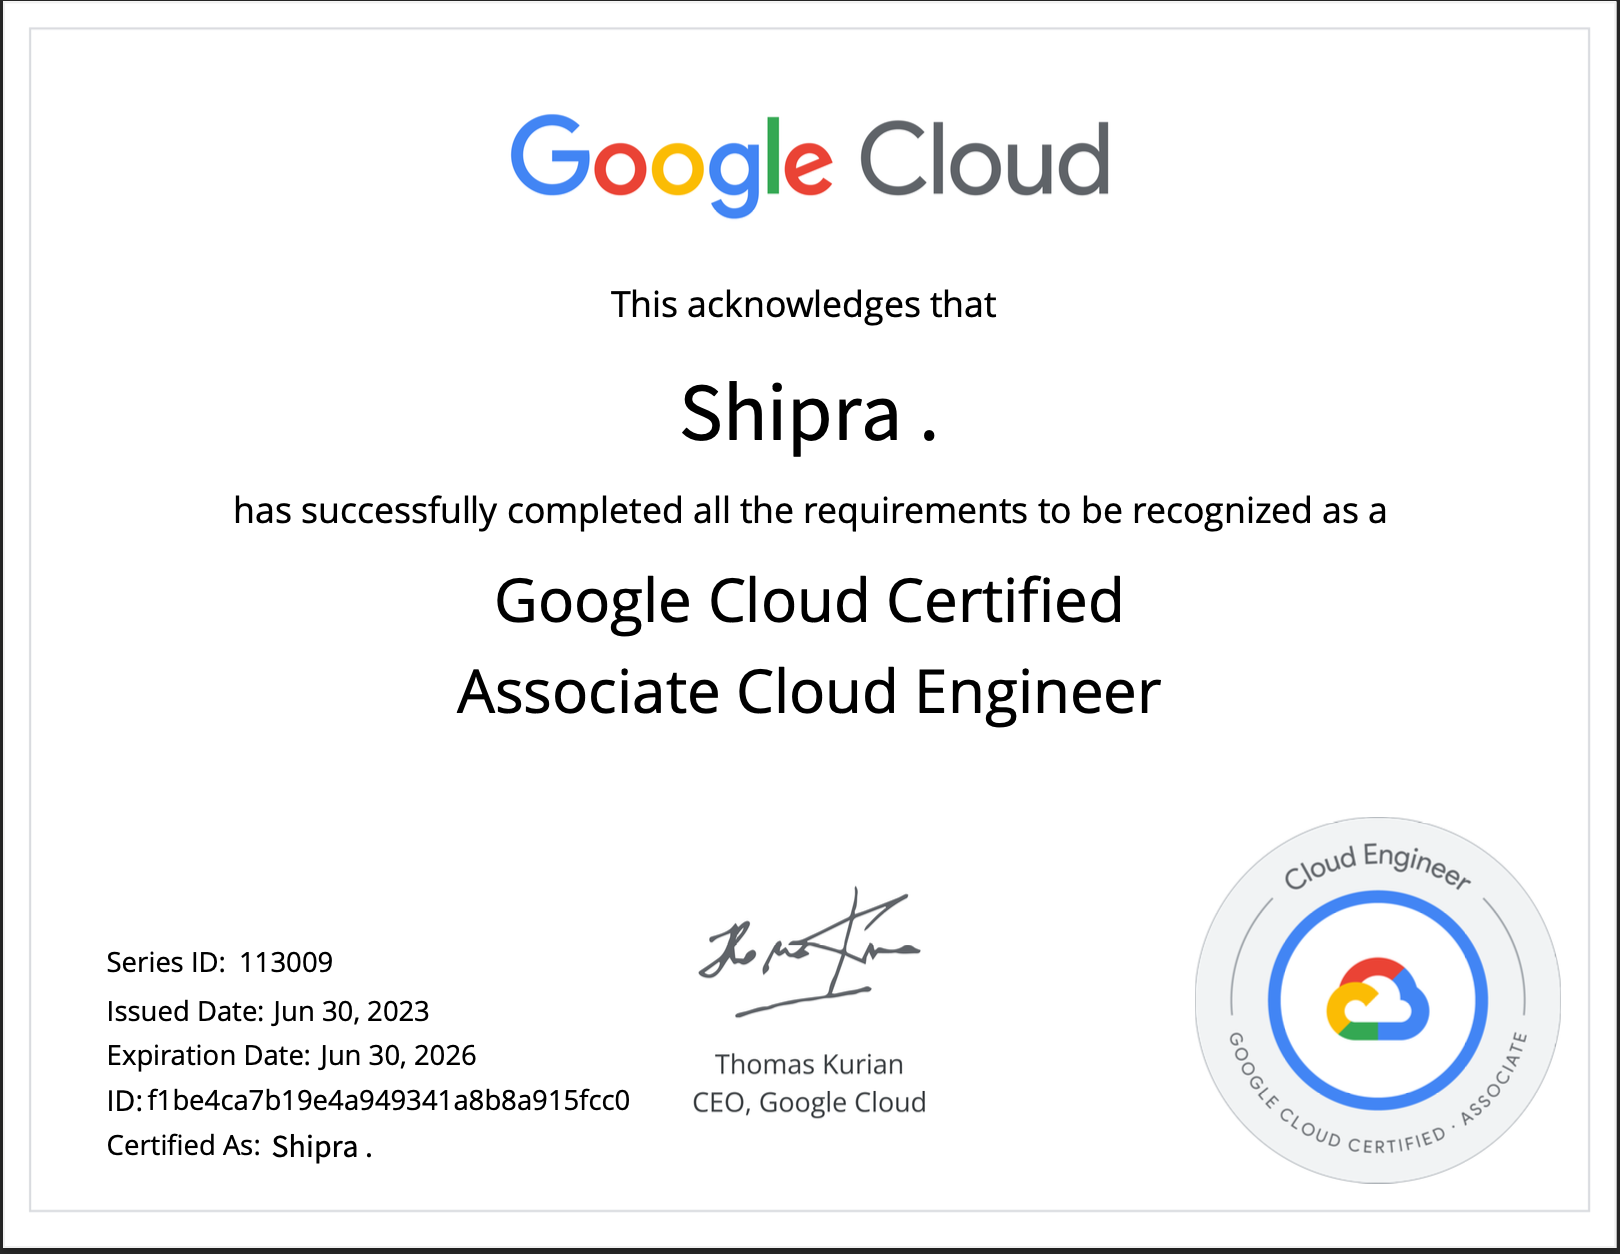 Google Cloud
This acknowledges that
Shipra .
has successfully completed all the requirements to be recognized as a
Google Cloud Certified
Associate Cloud Engineer
Series ID: 113009
Issued Date: Jun 30, 2023
Expiration Date: Jun 30, 2026
ID: f1be4ca7b19e4a949341a8b8a915fcc0
Certified As: Shipra .
Thomas Kurian
CEO, Google Cloud
Cloud Engineer
GOOGLE CLOUD CERTIFIED · ASSOCIATE